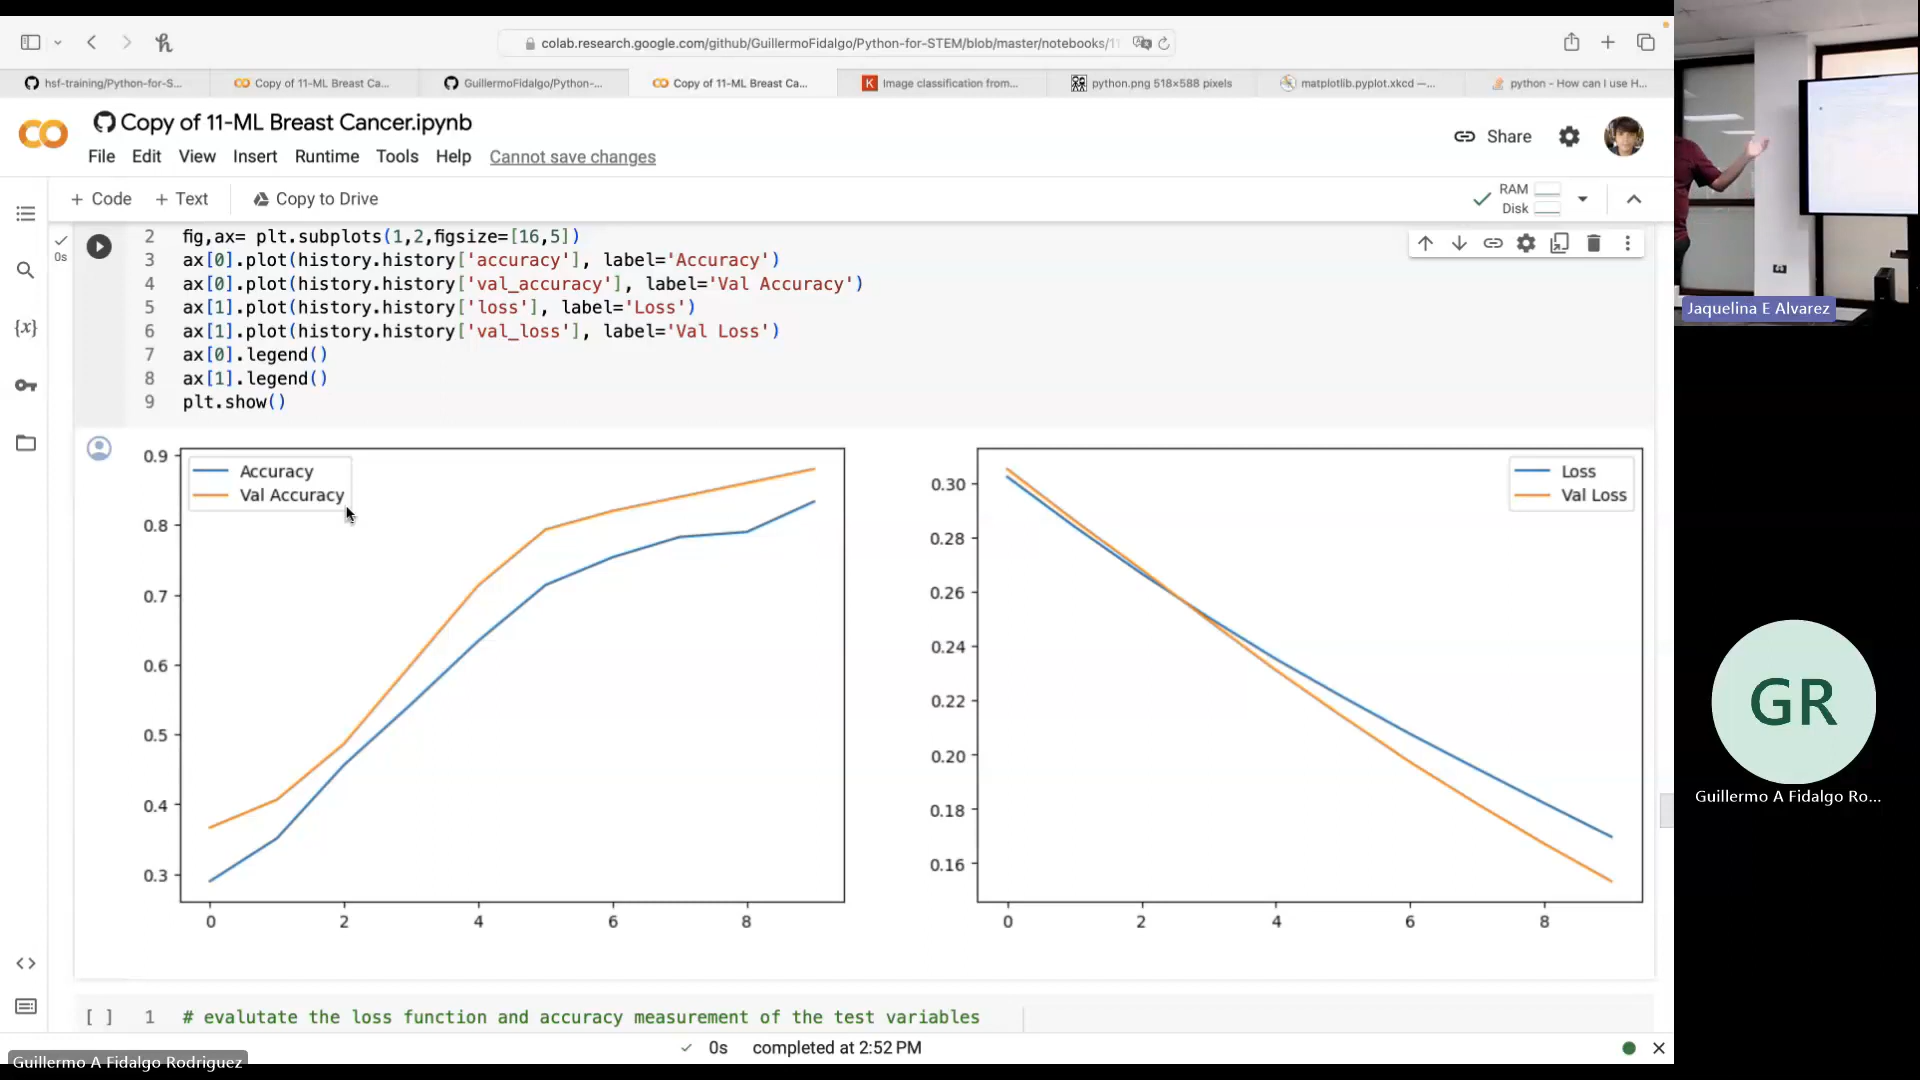 colab.research.google.com/github/GuillermoFidalgo/Python-for-STEM/blob/master/notebooks/1
hsf-training/Python-for-S...
Copy of 11-ML Breast Ca...
GuillermoFidalgo/Python-...
Copy of 11-ML Breast Ca...
Image classification from...
python.png 518×588 pixels
matplotlib.pyplot.xkcd —...
python - How can I use H...
Copy of 11-ML Breast Cancer.ipynb
File Edit View Insert Runtime Tools Help Cannot save changes
Share
+ Code + Text Copy to Drive
RAM
Disk
0s
2 fig,ax= plt.subplots(1,2,figsize=[16,5])
3 ax[0].plot(history.history['accuracy'], label='Accuracy')
4 ax[0].plot(history.history['val_accuracy'], label='Val Accuracy')
5 ax[1].plot(history.history['loss'], label='Loss')
6 ax[1].plot(history.history['val_loss'], label='Val Loss')
7 ax[0].legend()
8 ax[1].legend()
9 plt.show()
Accuracy
Val Accuracy
0.9
0.8
0.7
0.6
0.5
0.4
0.3
0 2 4 6 8
Loss
Val Loss
0.30
0.28
0.26
0.24
0.22
0.20
0.18
0.16
0 2 4 6 8
[ ] 1 # evalutate the loss function and accuracy measurement of the test variables
0s completed at 2:52 PM
Guillermo A Fidalgo Rodriguez
Jaquelina E Alvarez
GR
Guillermo A Fidalgo Ro...